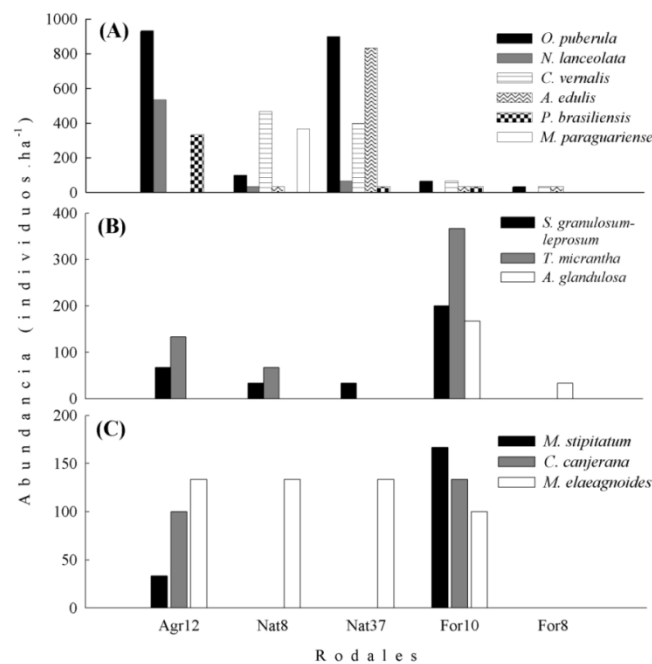 (A)
1000
800
600
400
200
0
O. puberula
N. lanceolata
C. vernalis
A. edulis
P. brasiliensis
M. paraguariense
(B)
400
300
200
100
0
S. granulosum-
leprosum
T. micrantha
A. glandulosa
(C)
200
150
100
50
0
M. stipitatum
C. canjerana
M. elaeagnoides
Abundancia (individuos.ha⁻¹)
Agr12 Nat8 Nat37 For10 For8
Rodales